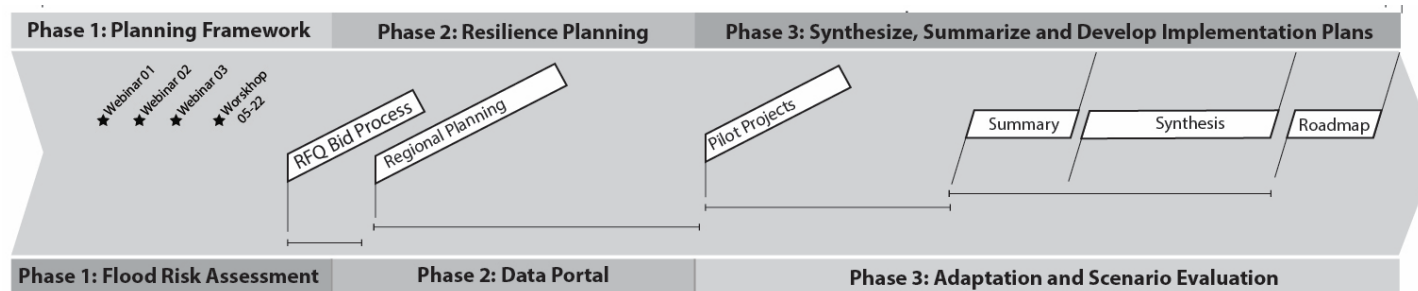 Phase 1: Planning Framework
Phase 2: Resilience Planning
Phase 3: Synthesize, Summarize and Develop Implementation Plans
Webinar 01
Webinar 02
Webinar 03
Worskhop
05-22
RFQ Bid Process
Regional Planning
Pilot Projects
Summary
Synthesis
Roadmap
Phase 1: Flood Risk Assessment
Phase 2: Data Portal
Phase 3: Adaptation and Scenario Evaluation